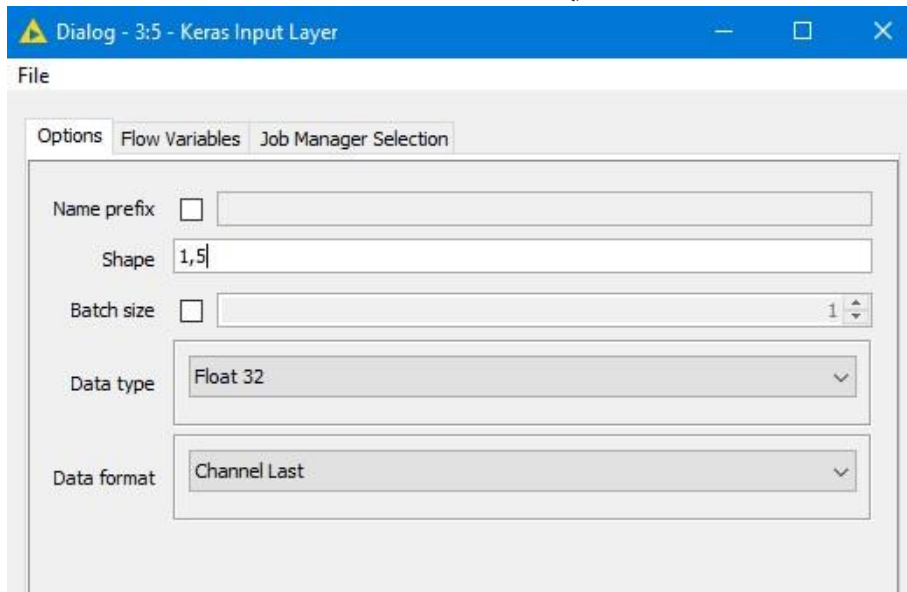 Dialog - 3:5 - Keras Input Layer
File
Options Flow Variables Job Manager Selection
Name prefix
Shape 1,5
Batch size 1
Data type Float 32
Data format Channel Last